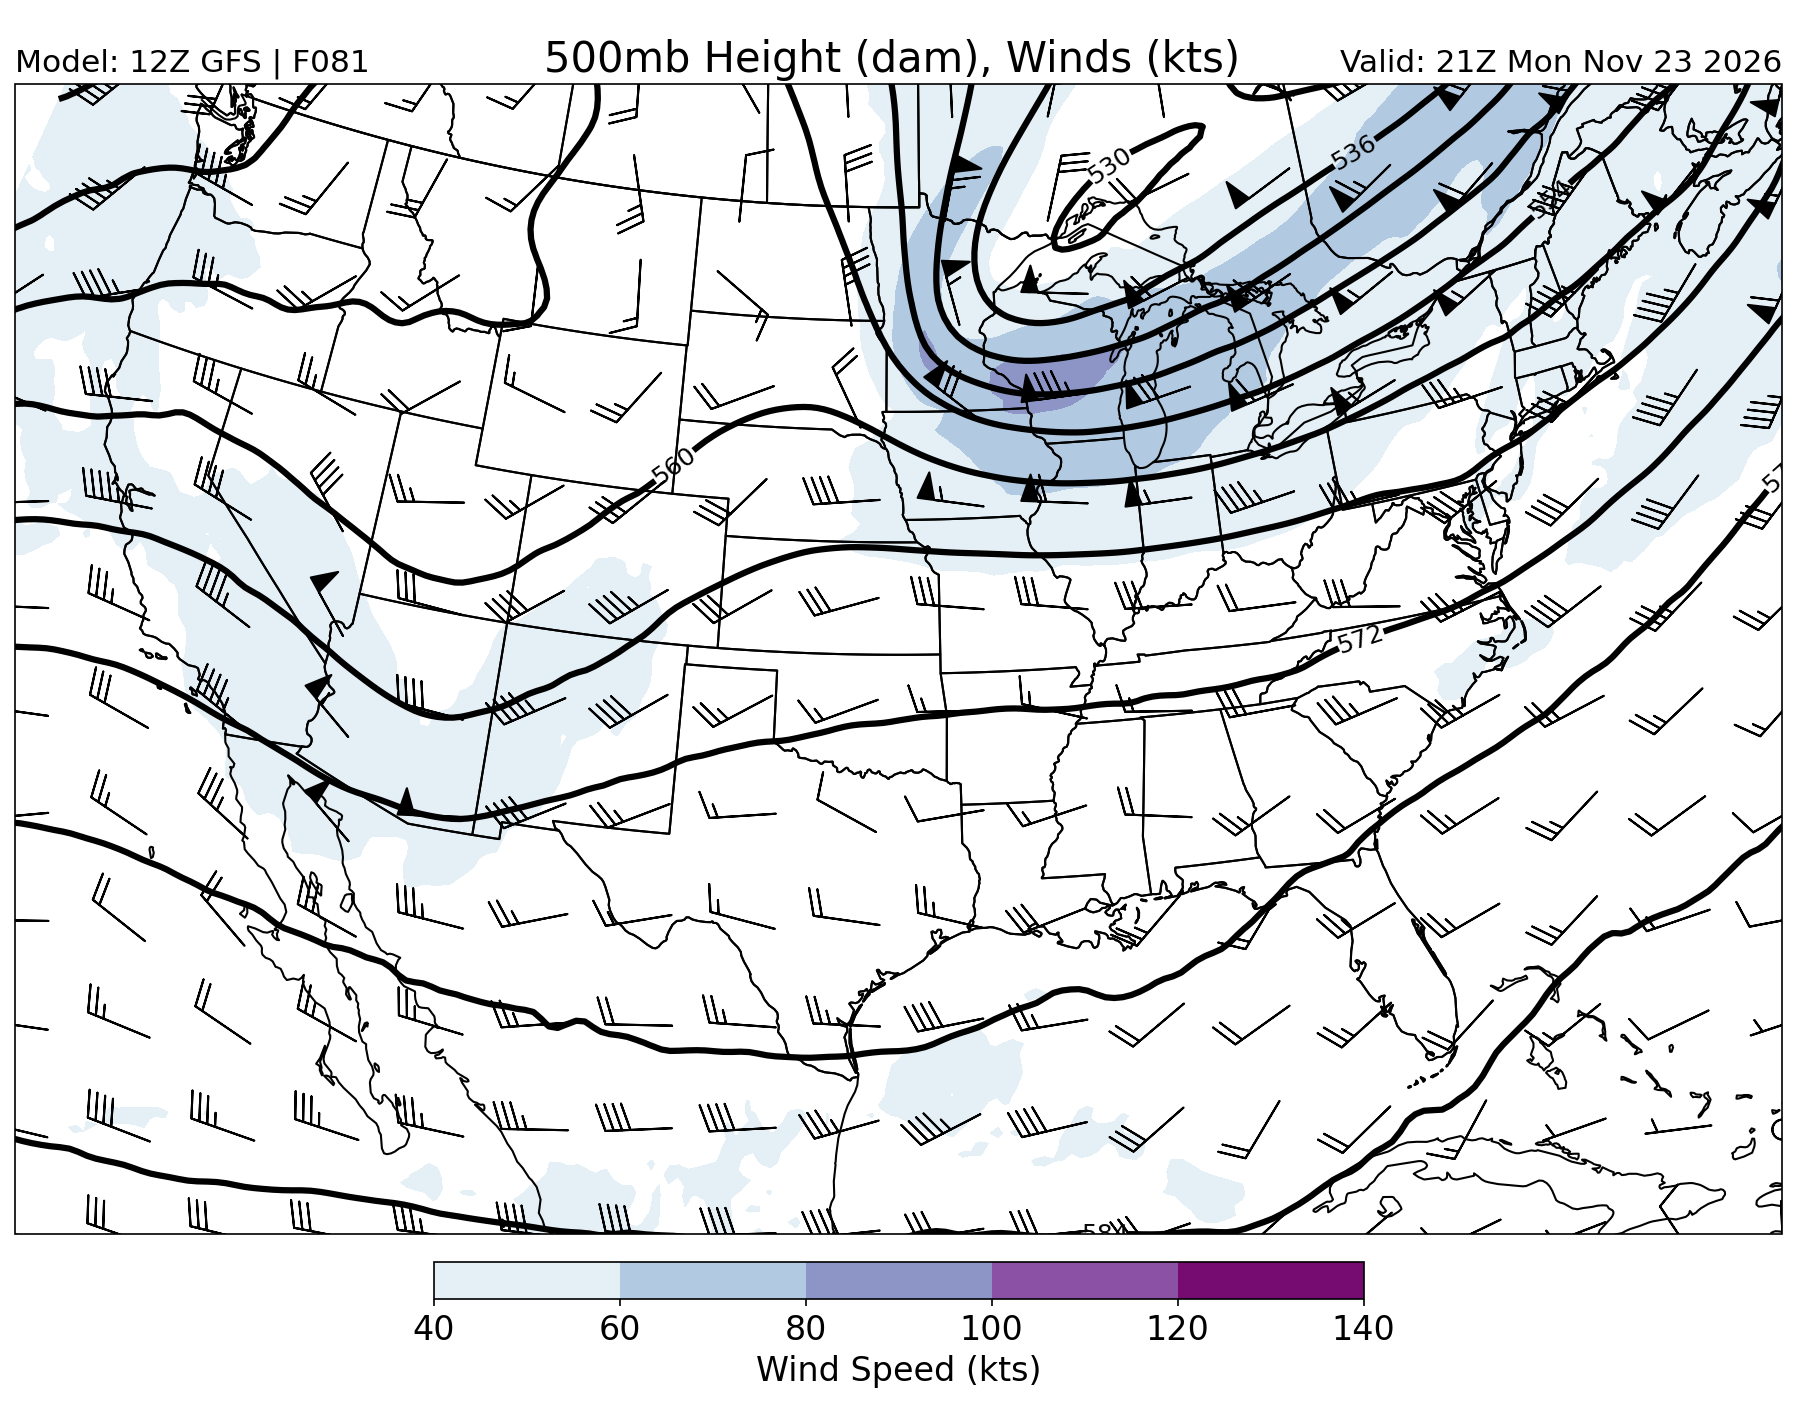 Model: 12Z GFS | F081
500mb Height (dam), Winds (kts)
Valid: 21Z Mon Nov 23 2026
530
536
560
572
40 60 80 100 120 140
Wind Speed (kts)